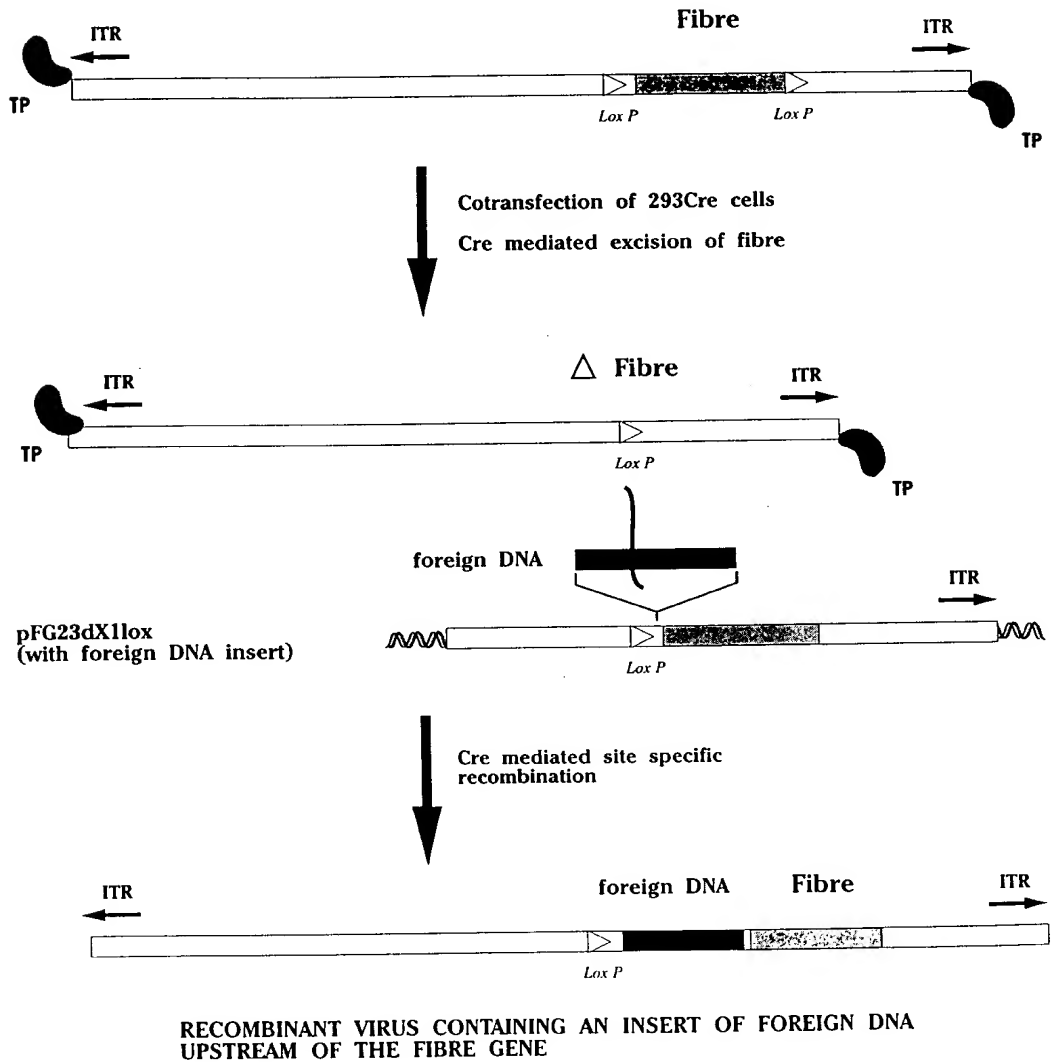 Fibre
ITR
ITR
TP
Lox P
Lox P
TP
Cotransfection of 293Cre cells
Cre mediated excision of fibre
△ Fibre
ITR
ITR
TP
Lox P
TP
foreign DNA
ITR
pFG23dX1lox
(with foreign DNA insert)
Lox P
Cre mediated site specific
recombination
ITR
foreign DNA
Fibre
ITR
Lox P
RECOMBINANT VIRUS CONTAINING AN INSERT OF FOREIGN DNA
UPSTREAM OF THE FIBRE GENE